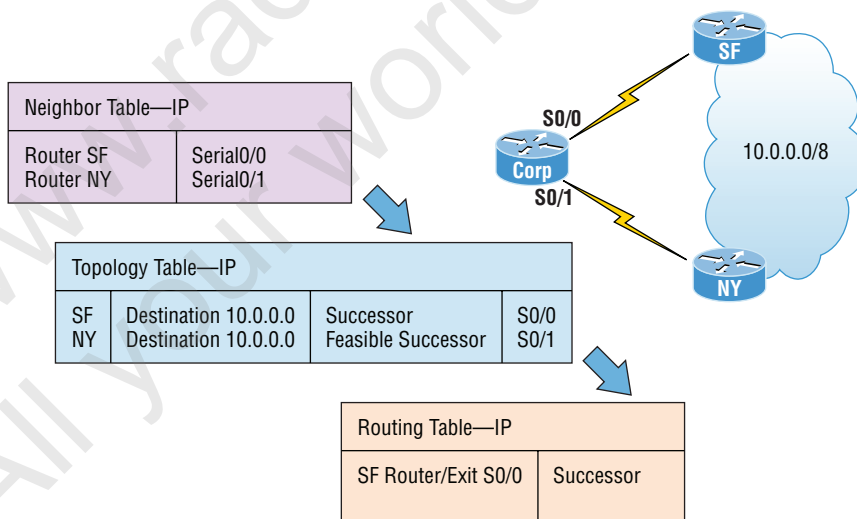 Neighbor Table—IP
Router SF Serial0/0
Router NY Serial0/1
Topology Table—IP
SF Destination 10.0.0.0 Successor S0/0
NY Destination 10.0.0.0 Feasible Successor S0/1
Routing Table—IP
SF Router/Exit S0/0 Successor
SF
S0/0
Corp
S0/1
10.0.0.0/8
NY
All your